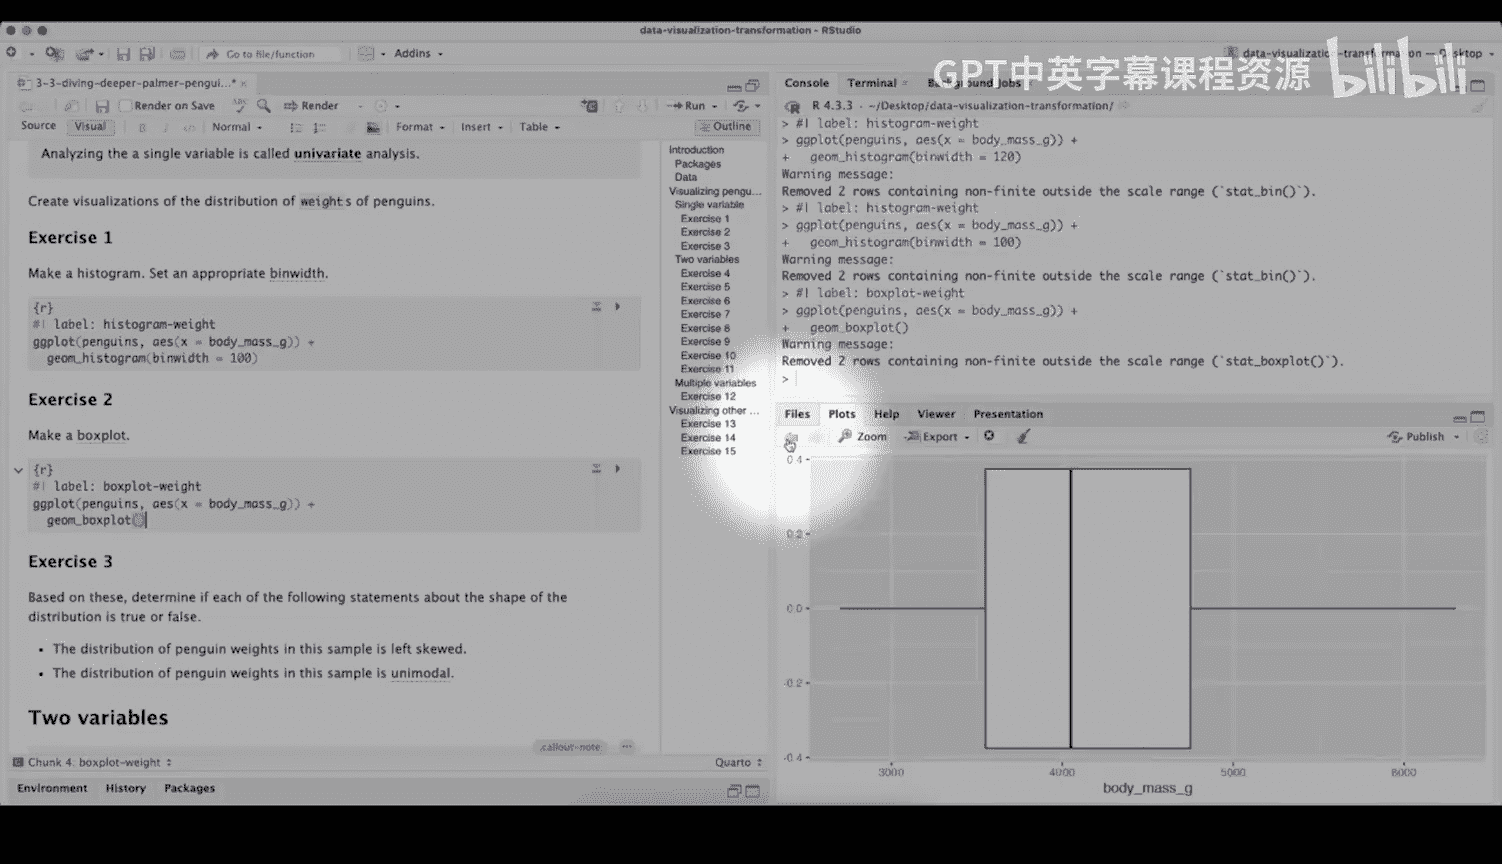 data-visualization-transformation - RStudio
Go to file/function
Addins
data-visualization-transformation — Desktop
GPT中英字幕课程资源 bilibili
3-3-diving-deeper-palmer-pengui...*
Render on Save
Render
Run
Source Visual
Normal
Format
Insert
Table
Outline
Analyzing the a single variable is called univariate analysis.
Create visualizations of the distribution of weights of penguins.
Exercise 1
Make a histogram. Set an appropriate binwidth.
{r}
#| label: histogram-weight
ggplot(penguins, aes(x = body_mass_g)) +
geom_histogram(binwidth = 100)
Exercise 2
Make a boxplot.
{r}
#| label: boxplot-weight
ggplot(penguins, aes(x = body_mass_g)) +
geom_boxplot()
Exercise 3
Based on these, determine if each of the following statements about the shape of the
distribution is true or false.
• The distribution of penguin weights in this sample is left skewed.
• The distribution of penguin weights in this sample is unimodal.
Two variables
.callout-note
Chunk 4: boxplot-weight
Quarto
Environment History Packages
Introduction
Packages
Data
Visualizing pengu...
Single variable
Exercise 1
Exercise 2
Exercise 3
Two variables
Exercise 4
Exercise 5
Exercise 6
Exercise 7
Exercise 8
Exercise 9
Exercise 10
Exercise 11
Multiple variables
Exercise 12
Visualizing other ...
Exercise 13
Exercise 14
Exercise 15
Console Terminal Background Jobs
R 4.3.3 · ~/Desktop/data-visualization-transformation/
> #| label: histogram-weight
> ggplot(penguins, aes(x = body_mass_g)) +
+ geom_histogram(binwidth = 120)
Warning message:
Removed 2 rows containing non-finite outside the scale range (`stat_bin()`).
> #| label: histogram-weight
> ggplot(penguins, aes(x = body_mass_g)) +
+ geom_histogram(binwidth = 100)
Warning message:
Removed 2 rows containing non-finite outside the scale range (`stat_bin()`).
> #| label: boxplot-weight
> ggplot(penguins, aes(x = body_mass_g)) +
+ geom_boxplot()
Warning message:
Removed 2 rows containing non-finite outside the scale range (`stat_boxplot()`).
>
Files Plots Help Viewer Presentation
Zoom
Export
Publish
0.4
0.2
0.0
-0.2
-0.4
3000 4000 5000 6000
body_mass_g